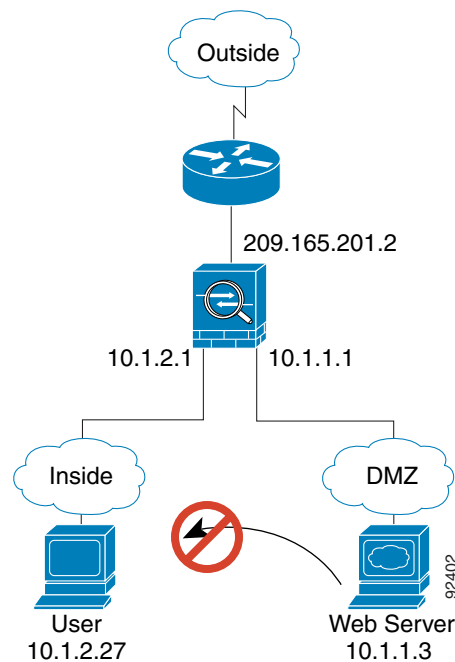 Outside
209.165.201.2
10.1.2.1
10.1.1.1
Inside
DMZ
User
10.1.2.27
Web Server
10.1.1.3
92402